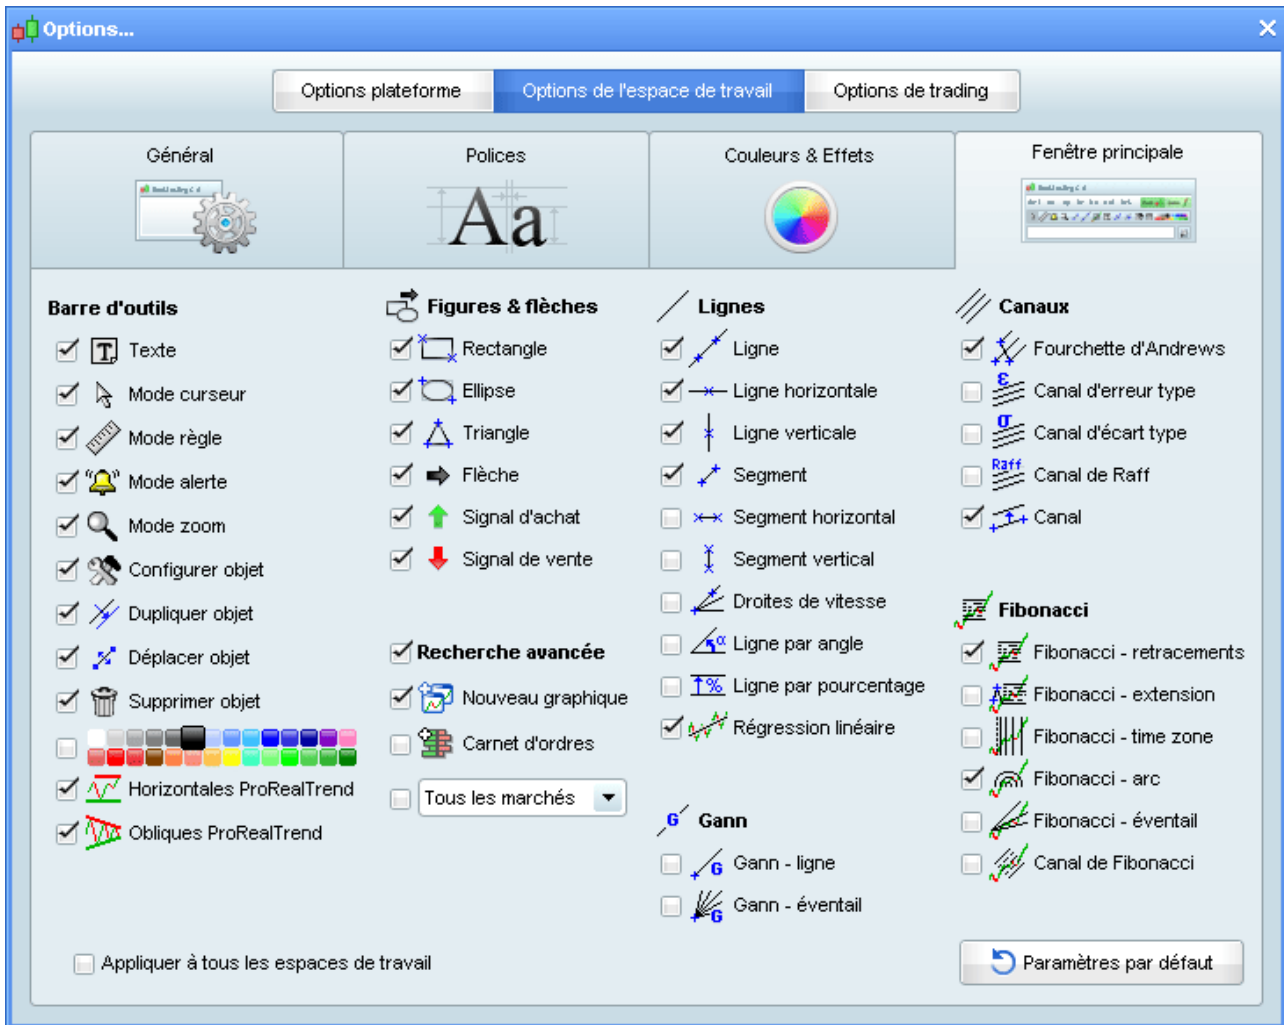 Options...
Options plateforme
Options de l'espace de travail
Options de trading
Général
Polices
Couleurs & Effets
Fenêtre principale
Aa
Barre d'outils
Texte
Mode curseur
Mode règle
Mode alerte
Mode zoom
Configurer objet
Dupliquer objet
Déplacer objet
Supprimer objet
Horizontales ProRealTrend
Obliques ProRealTrend
Figures & flèches
Rectangle
Ellipse
Triangle
Flèche
Signal d'achat
Signal de vente
Recherche avancée
Nouveau graphique
Carnet d'ordres
Tous les marchés
Lignes
Ligne
Ligne horizontale
Ligne verticale
Segment
Segment horizontal
Segment vertical
Droites de vitesse
α Ligne par angle
% Ligne par pourcentage
Régression linéaire
G Gann
G Gann - ligne
G Gann - éventail
Canaux
Fourchette d'Andrews
ε Canal d'erreur type
σ Canal d'écart type
Raff Canal de Raff
Canal
Fibonacci
Fibonacci - retracements
Fibonacci - extension
Fibonacci - time zone
Fibonacci - arc
Fibonacci - éventail
Canal de Fibonacci
Appliquer à tous les espaces de travail
Paramètres par défaut